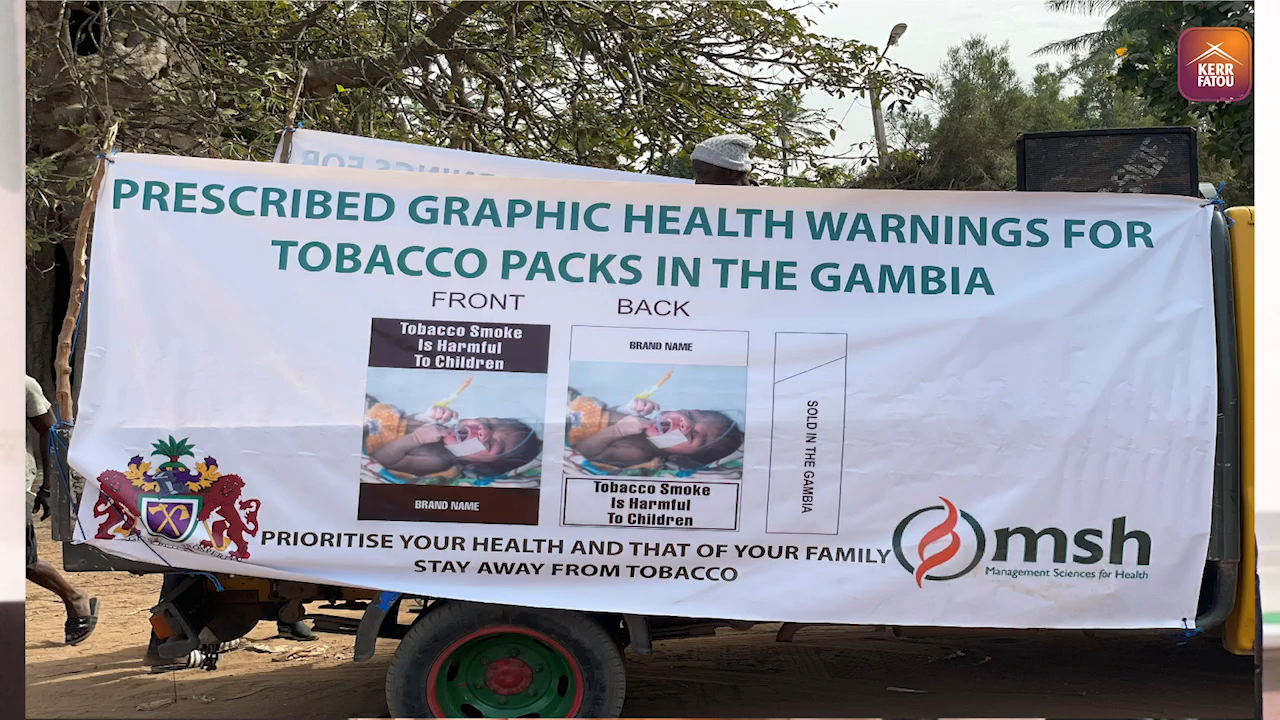 KERR
FATOU
NINGS FOR
PRESCRIBED GRAPHIC HEALTH WARNINGS FOR
TOBACCO PACKS IN THE GAMBIA
FRONT
BACK
Tobacco Smoke
Is Harmful
To Children
BRAND NAME
BRAND NAME
Tobacco Smoke
Is Harmful
To Children
SOLD IN THE GAMBIA
PRIORITISE YOUR HEALTH AND THAT OF YOUR FAMILY
STAY AWAY FROM TOBACCO
msh
Management Sciences for Health